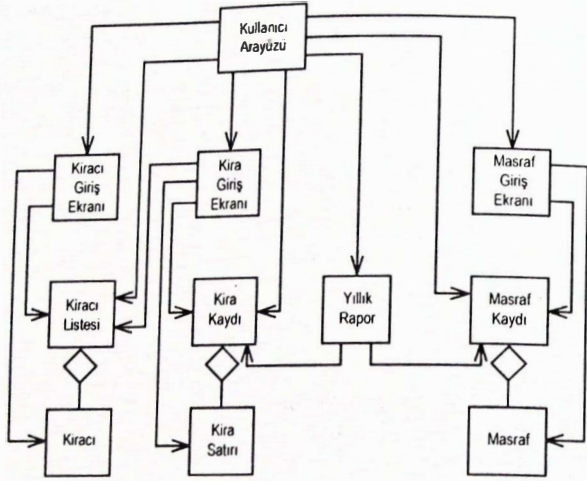 Kullanıcı
Arayüzü
Kiracı
Giriş
Ekranı
Kira
Giriş
Ekranı
Masraf
Giriş
Ekranı
Kiracı
Listesi
Kira
Kaydı
Yıllık
Rapor
Masraf
Kaydı
Kiracı
Kira
Satırı
Masraf